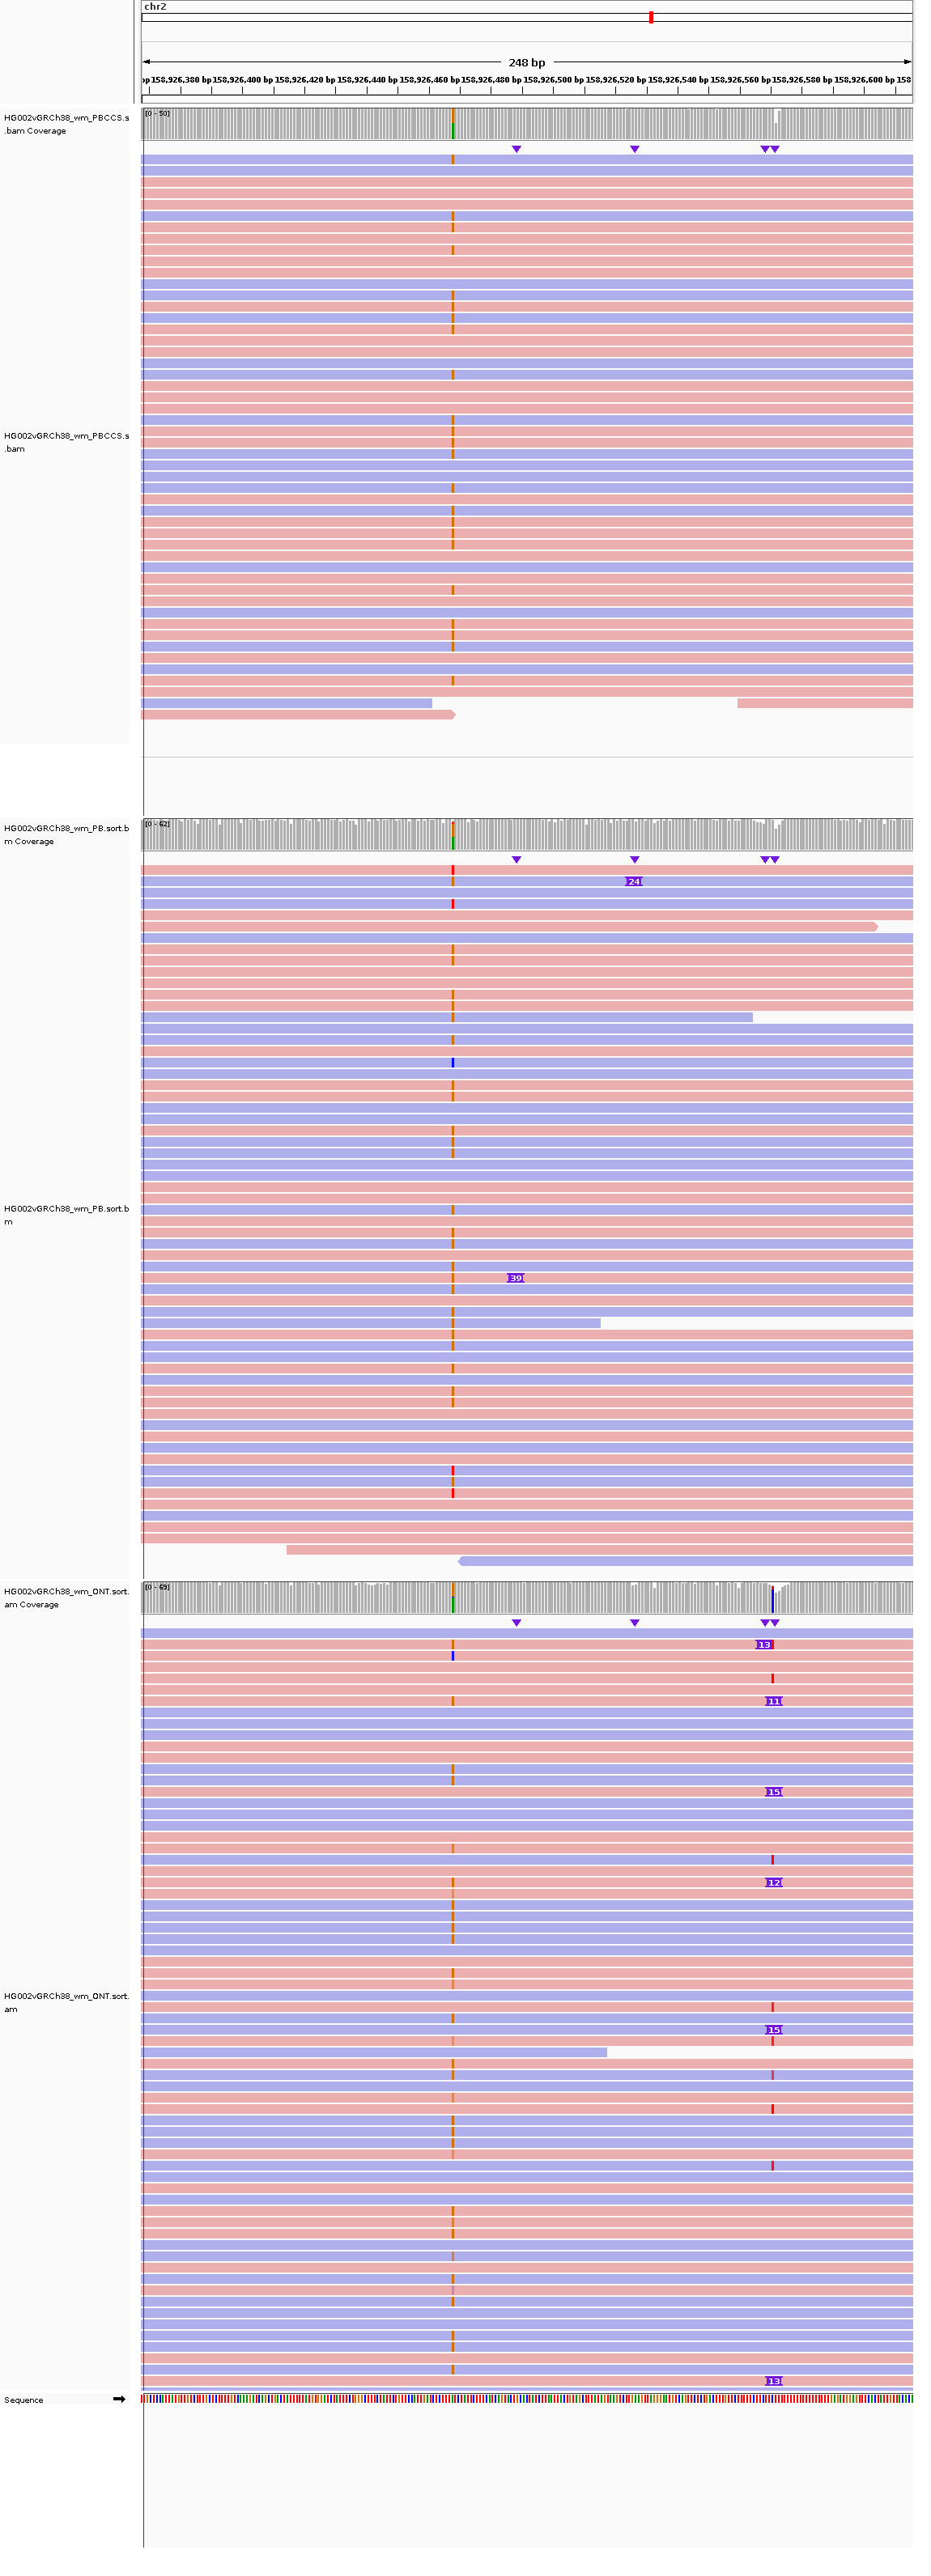 chr2
248 bp
bp 158,926,380 bp 158,926,400 bp 158,926,420 bp 158,926,440 bp 158,926,460 bp 158,926,480 bp 158,926,500 bp 158,926,520 bp 158,926,540 bp 158,926,560 bp 158,926,580 bp 158,926,600 bp 158
HG002vGRCh38_wm_PBCCS.s
.bam Coverage
[0 - 50]
HG002vGRCh38_wm_PBCCS.s
.bam
HG002vGRCh38_wm_PB.sort.b
m Coverage
[0 - 62]
24
HG002vGRCh38_wm_PB.sort.b
m
39
HG002vGRCh38_wm_ONT.sort.
am Coverage
[0 - 69]
13
11
15
12
HG002vGRCh38_wm_ONT.sort.
am
15
13
Sequence